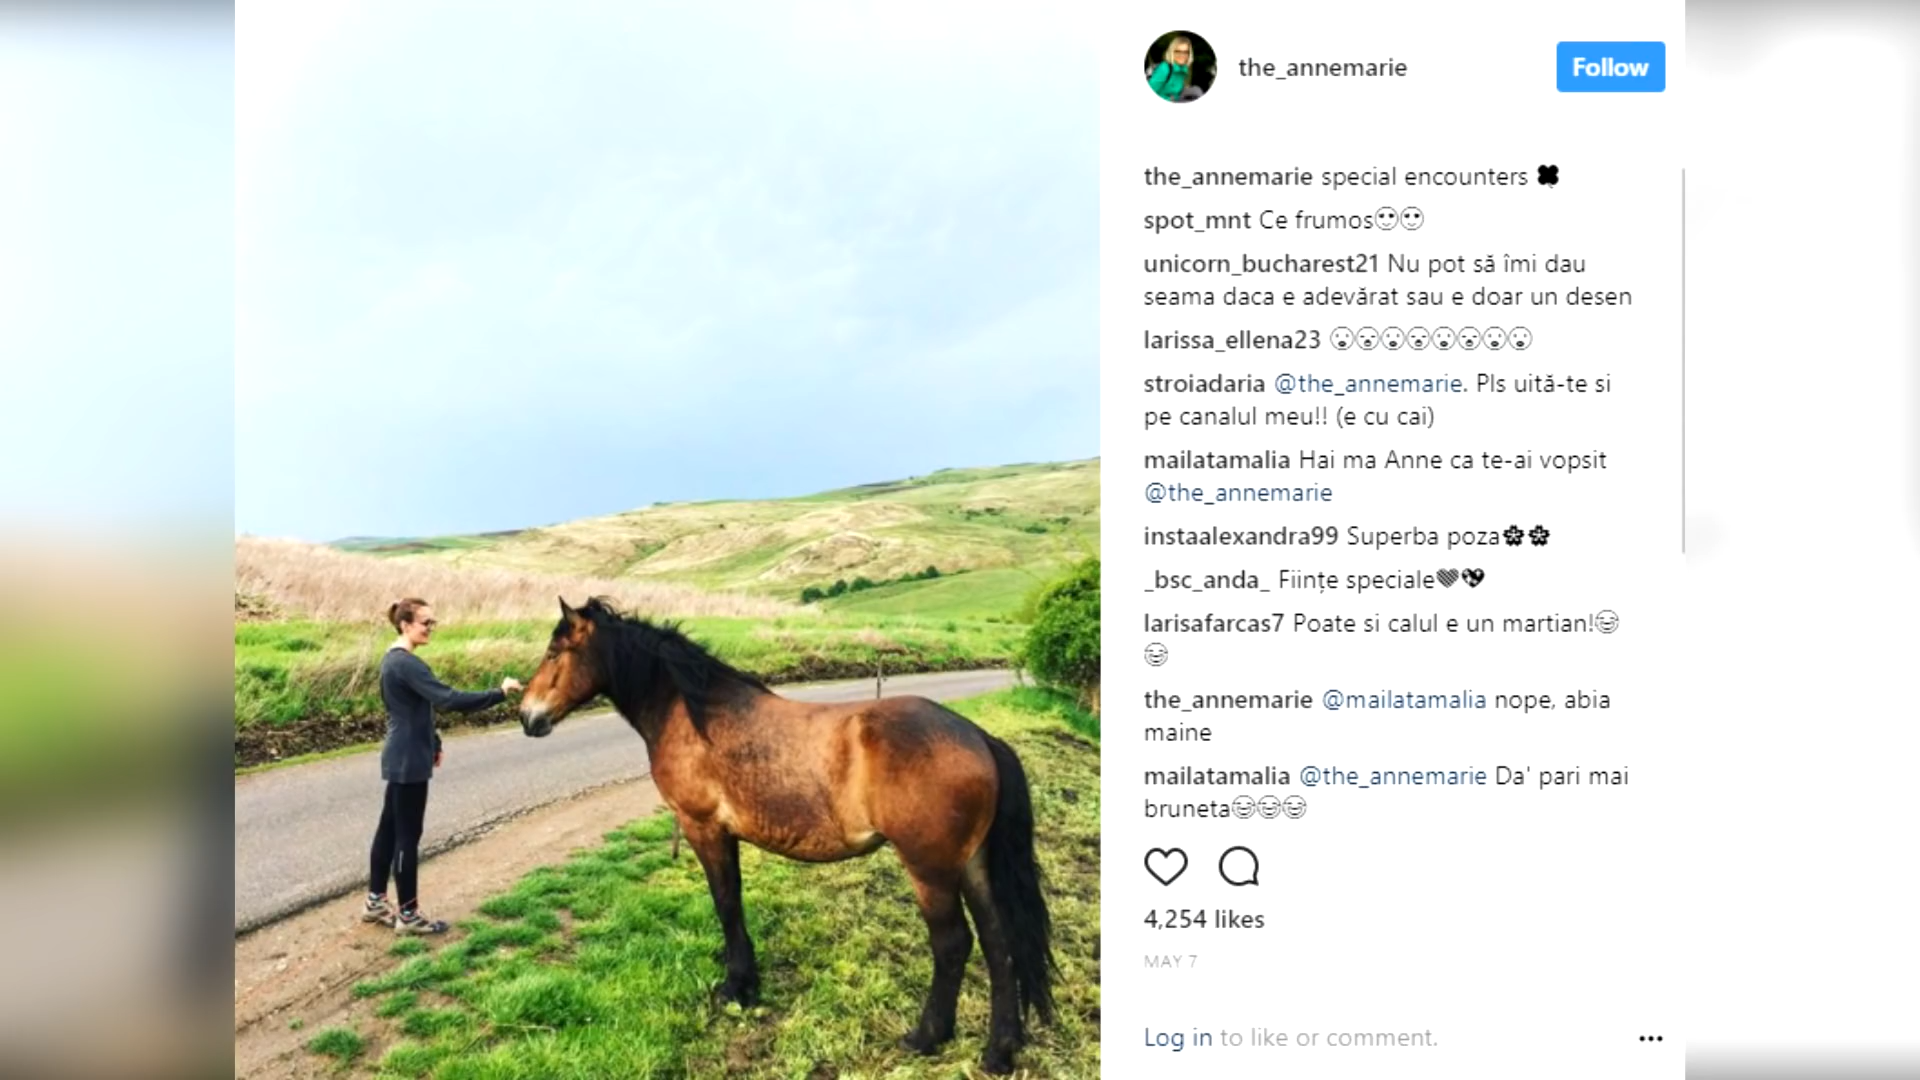 the_annemarie
Follow
the_annemarie special encounters
spot_mnt Ce frumos
unicorn_bucharest21 Nu pot să îmi dau
seama daca e adevărat sau e doar un desen
larissa_ellena23
stroiadaria @the_annemarie. Pls uită-te si
pe canalul meu!! (e cu cai)
mailatamalia Hai ma Anne ca te-ai vopsit
@the_annemarie
instaalexandra99 Superba poza
_bsc_anda_ Ființe speciale
larisafarcas7 Poate si calul e un martian!
the_annemarie @mailatamalia nope, abia
maine
mailatamalia @the_annemarie Da' pari mai
bruneta
4,254 likes
MAY 7
Log in to like or comment.